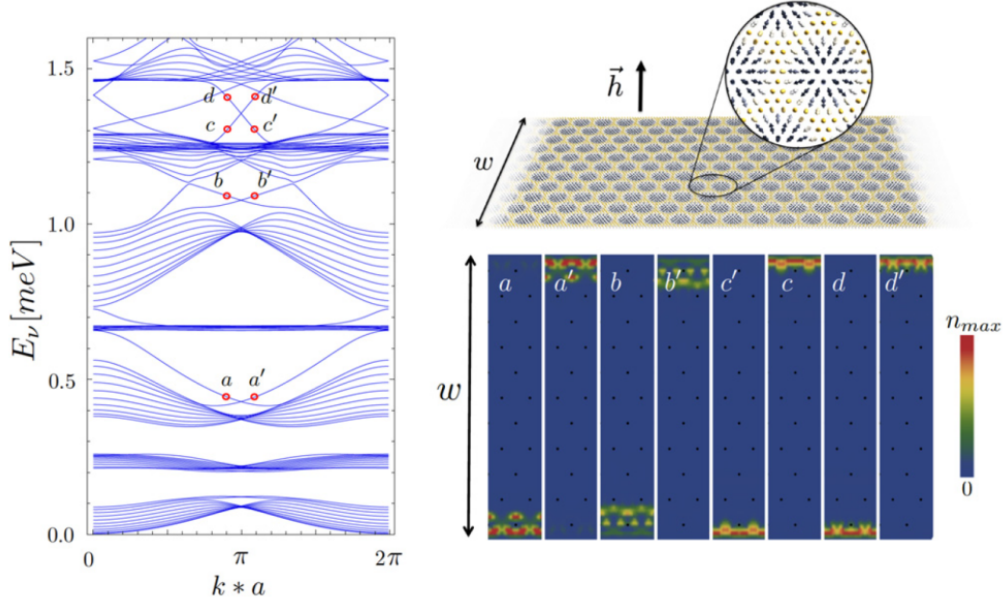 1.5
1.0
0.5
0.0
E_ν[meV]
d d′
c c′
b b′
a a′
0 π 2π
k * a
h⃗
w
w
a a′ b b′ c′ c d d′
n_max
0